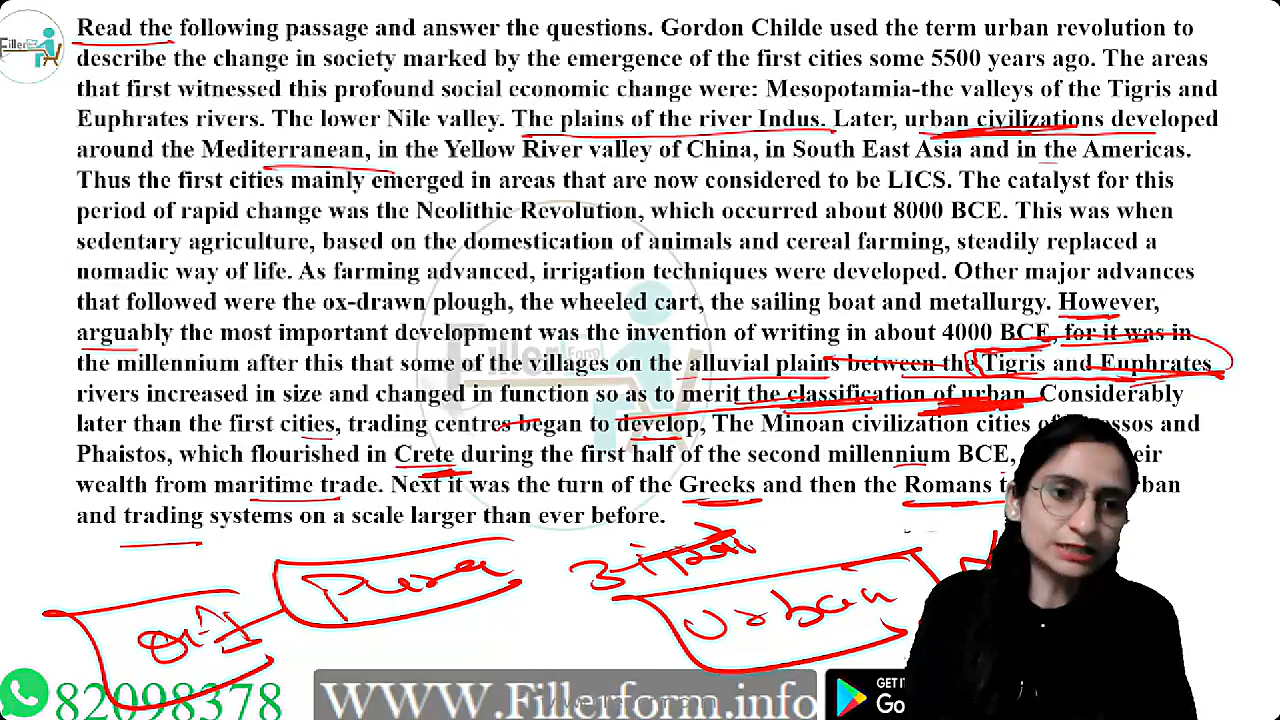 Read the following passage and answer the questions. Gordon Childe used the term urban revolution to
describe the change in society marked by the emergence of the first cities some 5500 years ago. The areas
that first witnessed this profound social economic change were: Mesopotamia-the valleys of the Tigris and
Euphrates rivers. The lower Nile valley. The plains of the river Indus. Later, urban civilizations developed
around the Mediterranean, in the Yellow River valley of China, in South East Asia and in the Americas.
Thus the first cities mainly emerged in areas that are now considered to be LICS. The catalyst for this
period of rapid change was the Neolithic Revolution, which occurred about 8000 BCE. This was when
sedentary agriculture, based on the domestication of animals and cereal farming, steadily replaced a
nomadic way of life. As farming advanced, irrigation techniques were developed. Other major advances
that followed were the ox-drawn plough, the wheeled cart, the sailing boat and metallurgy. However,
arguably the most important development was the invention of writing in about 4000 BCE, for it was in
the millennium after this that some of the villages on the alluvial plains between the Tigris and Euphrates
rivers increased in size and changed in function so as to merit the classification of urban. Considerably
later than the first cities, trading centres began to develop, The Minoan civilization cities of and
Phaistos, which flourished in Crete during the first half of the second millennium BCE,
wealth from maritime trade. Next it was the turn of the Greeks and then the Romans
and trading systems on a scale larger than ever before.
Urban
82098378
WWW.Fillerform.info
GET I
Go